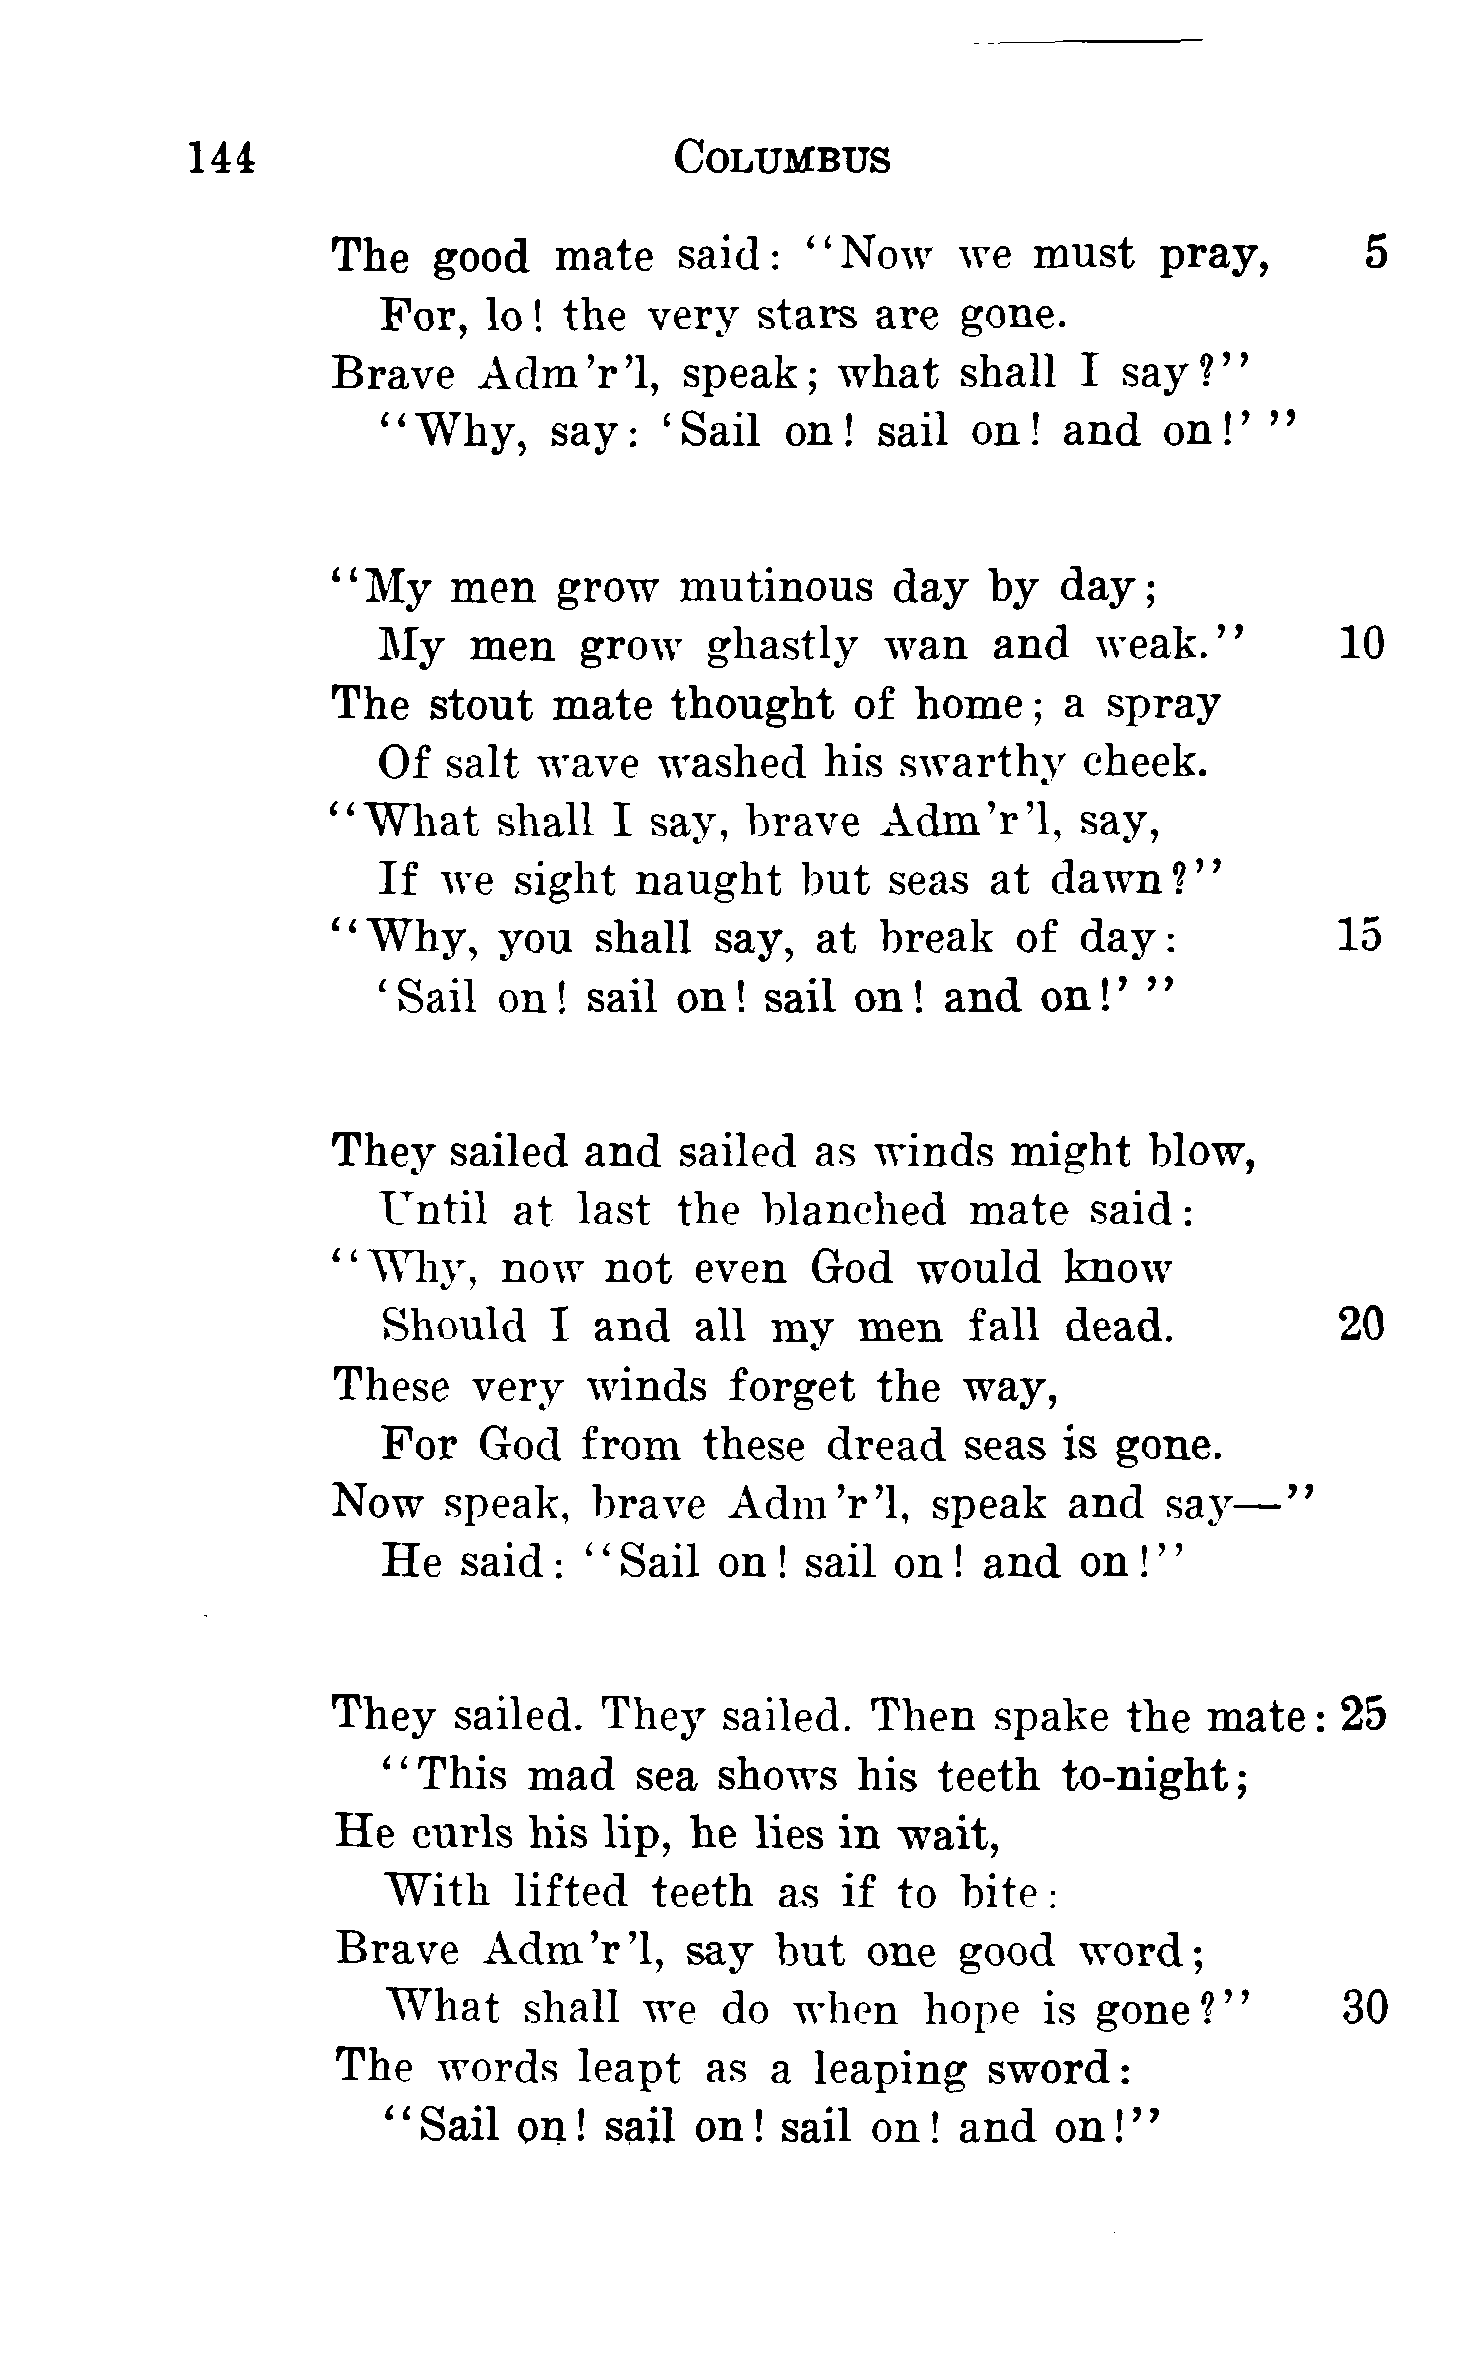 144 COLUMBUS
The good mate said: "Now we must pray, 5
For, lo! the very stars are gone.
Brave Adm'r'l, speak; what shall I say?"
"Why, say: 'Sail on! sail on! and on!' "
"My men grow mutinous day by day;
My men grow ghastly wan and weak." 10
The stout mate thought of home; a spray
Of salt wave washed his swarthy cheek.
"What shall I say, brave Adm'r'l, say,
If we sight naught but seas at dawn?"
"Why, you shall say, at break of day: 15
'Sail on! sail on! sail on! and on!' "
They sailed and sailed as winds might blow,
Until at last the blanched mate said:
"Why, now not even God would know
Should I and all my men fall dead. 20
These very winds forget the way,
For God from these dread seas is gone.
Now speak, brave Adm'r'l, speak and say—"
He said: "Sail on! sail on! and on!"
They sailed. They sailed. Then spake the mate: 25
"This mad sea shows his teeth to-night;
He curls his lip, he lies in wait,
With lifted teeth as if to bite:
Brave Adm'r'l, say but one good word;
What shall we do when hope is gone?" 30
The words leapt as a leaping sword:
"Sail on! sail on! sail on! and on!"